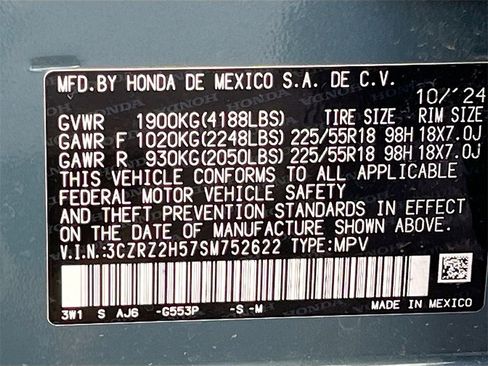 MFD.BY HONDA DE MEXICO S.A. DE C.V.
10/'24
GVWR 1900KG(4188LBS) TIRE SIZE RIM SIZE
GAWR F 1020KG(2248LBS) 225/55R18 98H 18X7.0J
GAWR R 930KG(2050LBS) 225/55R18 98H 18X7.0J
THIS VEHICLE CONFORMS TO ALL APPLICABLE
FEDERAL MOTOR VEHICLE SAFETY
AND THEFT PREVENTION STANDARDS IN EFFECT
ON THE DATE OF MANUFACTURE SHOWN ABOVE.
V.I.N:3CZRZ2H57SM752622 TYPE:MPV
3W1 S AJ6 -G553P -S -M MADE IN MEXICO